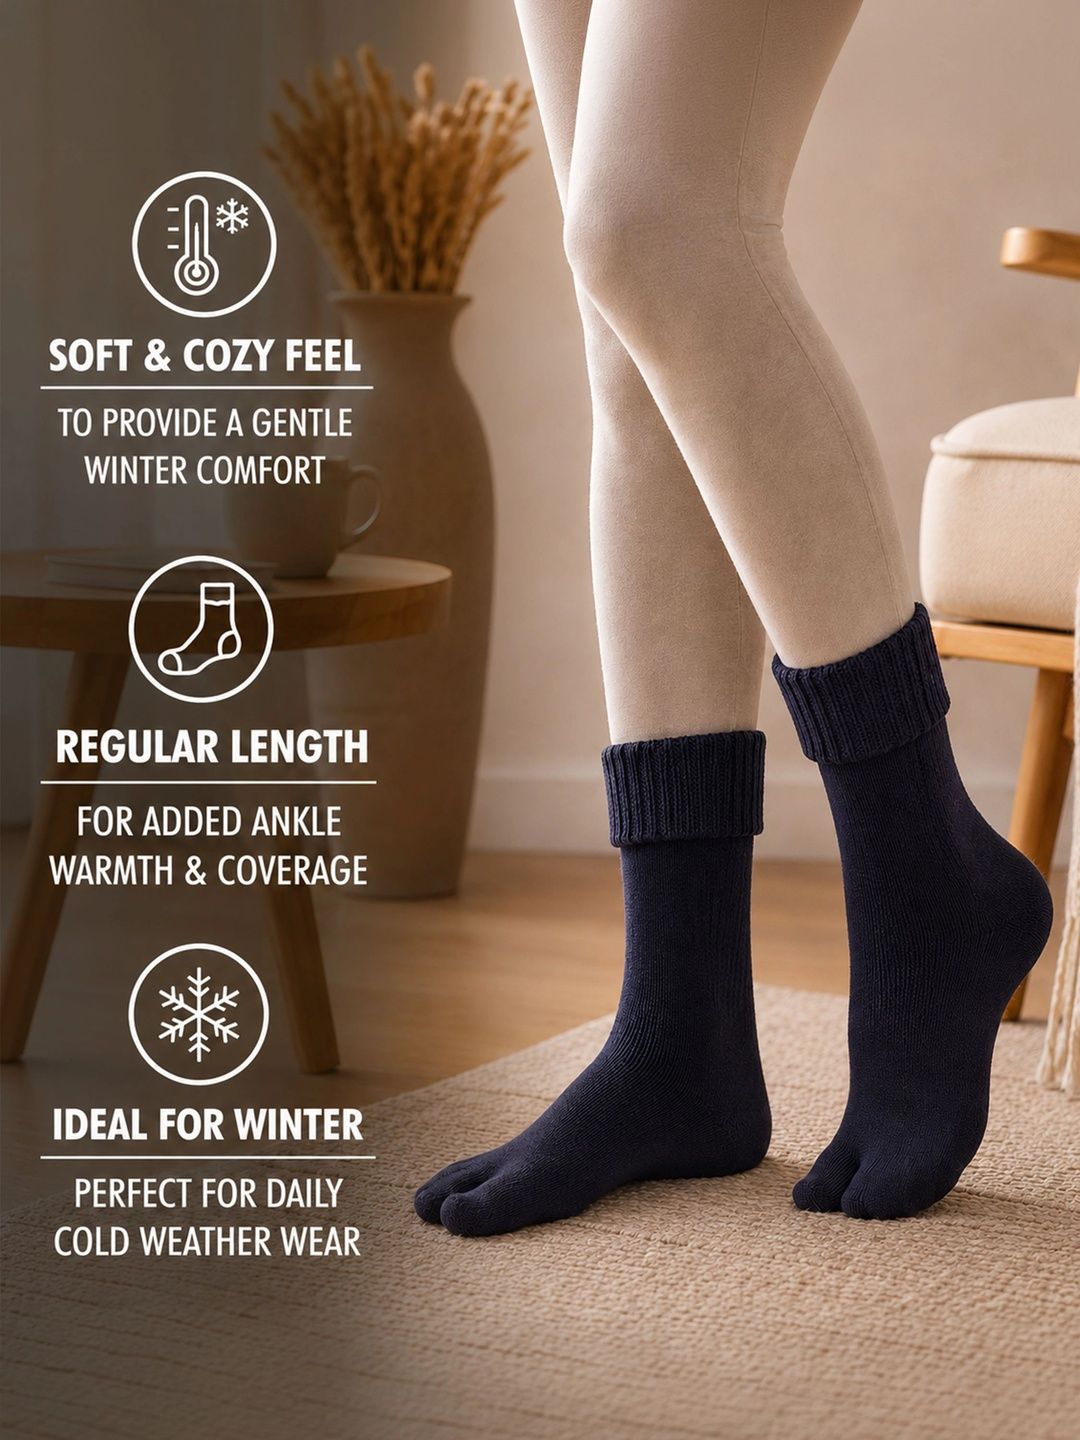 SOFT & COZY FEEL
TO PROVIDE A GENTLE
WINTER COMFORT
REGULAR LENGTH
FOR ADDED ANKLE
WARMTH & COVERAGE
IDEAL FOR WINTER
PERFECT FOR DAILY
COLD WEATHER WEAR